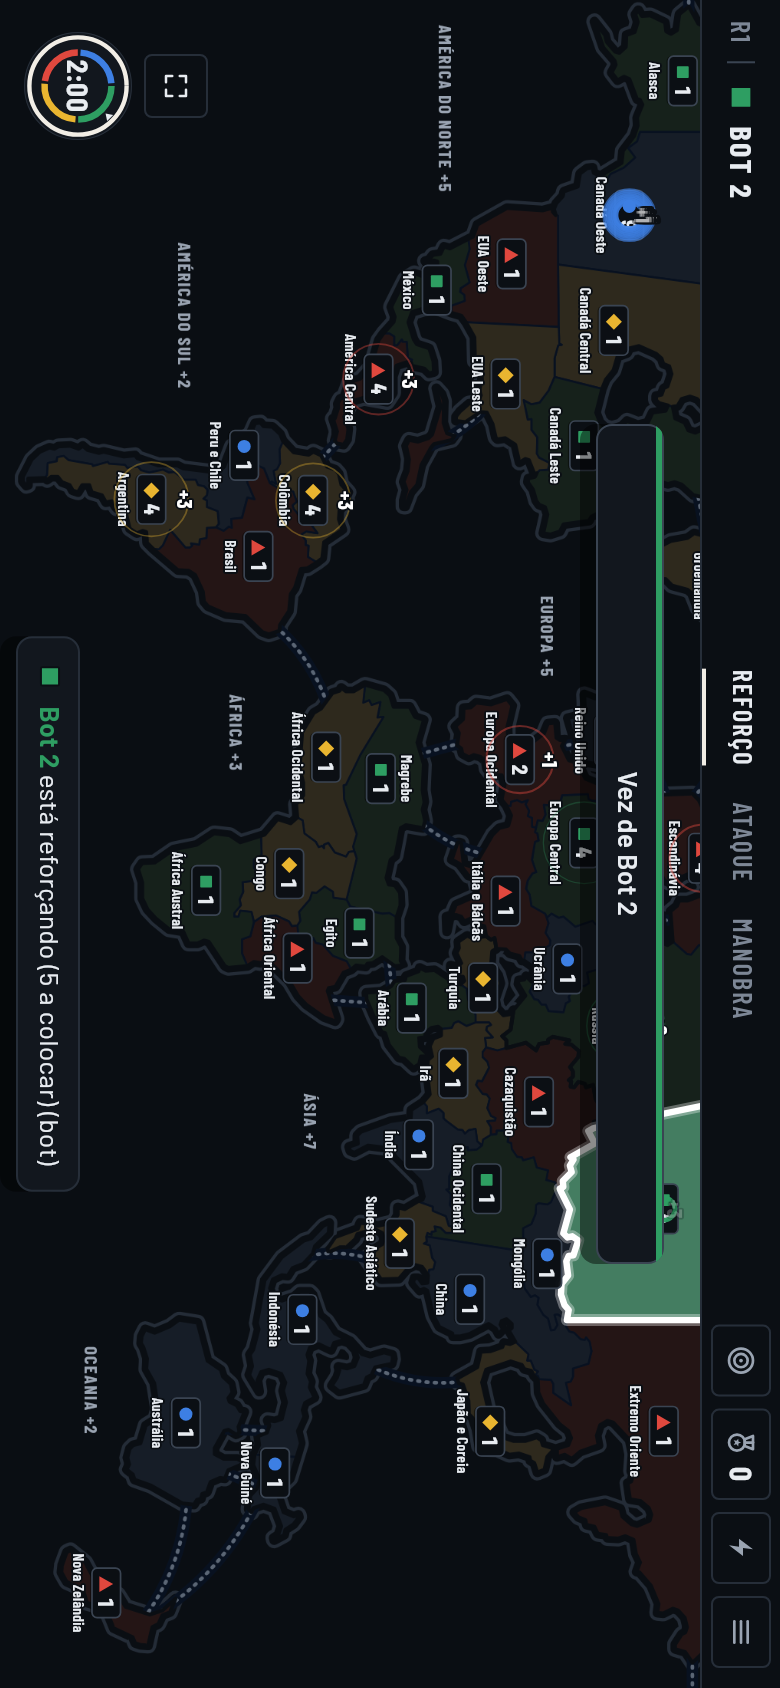 R1 | BOT 2
REFORÇO
ATAQUE
MANOBRA
0
Vez de Bot 2
Alasca
1
Canadá Oeste
Canadá Central
1
Canadá Leste
1
EUA Oeste
1
EUA Leste
1
México
1
América Central
4
+3
AMÉRICA DO NORTE +5
AMÉRICA DO SUL +2
Colômbia
4
+3
Peru e Chile
1
Brasil
1
Argentina
4
+3
EUROPA +5
Reino Unido
Escandinávia
Europa Ocidental
2
+1
Europa Central
4
Itália e Bálcãs
1
Ucrânia
1
Rússia
ÁFRICA +3
Magrebe
1
África Ocidental
1
Egito
1
Congo
1
África Oriental
1
África Austral
1
ÁSIA +7
Turquia
1
Arábia
1
Irã
1
Cazaquistão
1
Índia
1
China Ocidental
1
Mongólia
1
China
1
Sudeste Asiático
1
Japão e Coreia
1
Extremo Oriente
1
OCEANIA +2
Indonésia
1
Nova Guiné
1
Austrália
1
Nova Zelândia
1
2:00
Bot 2 está reforçando (5 a colocar) (bot)